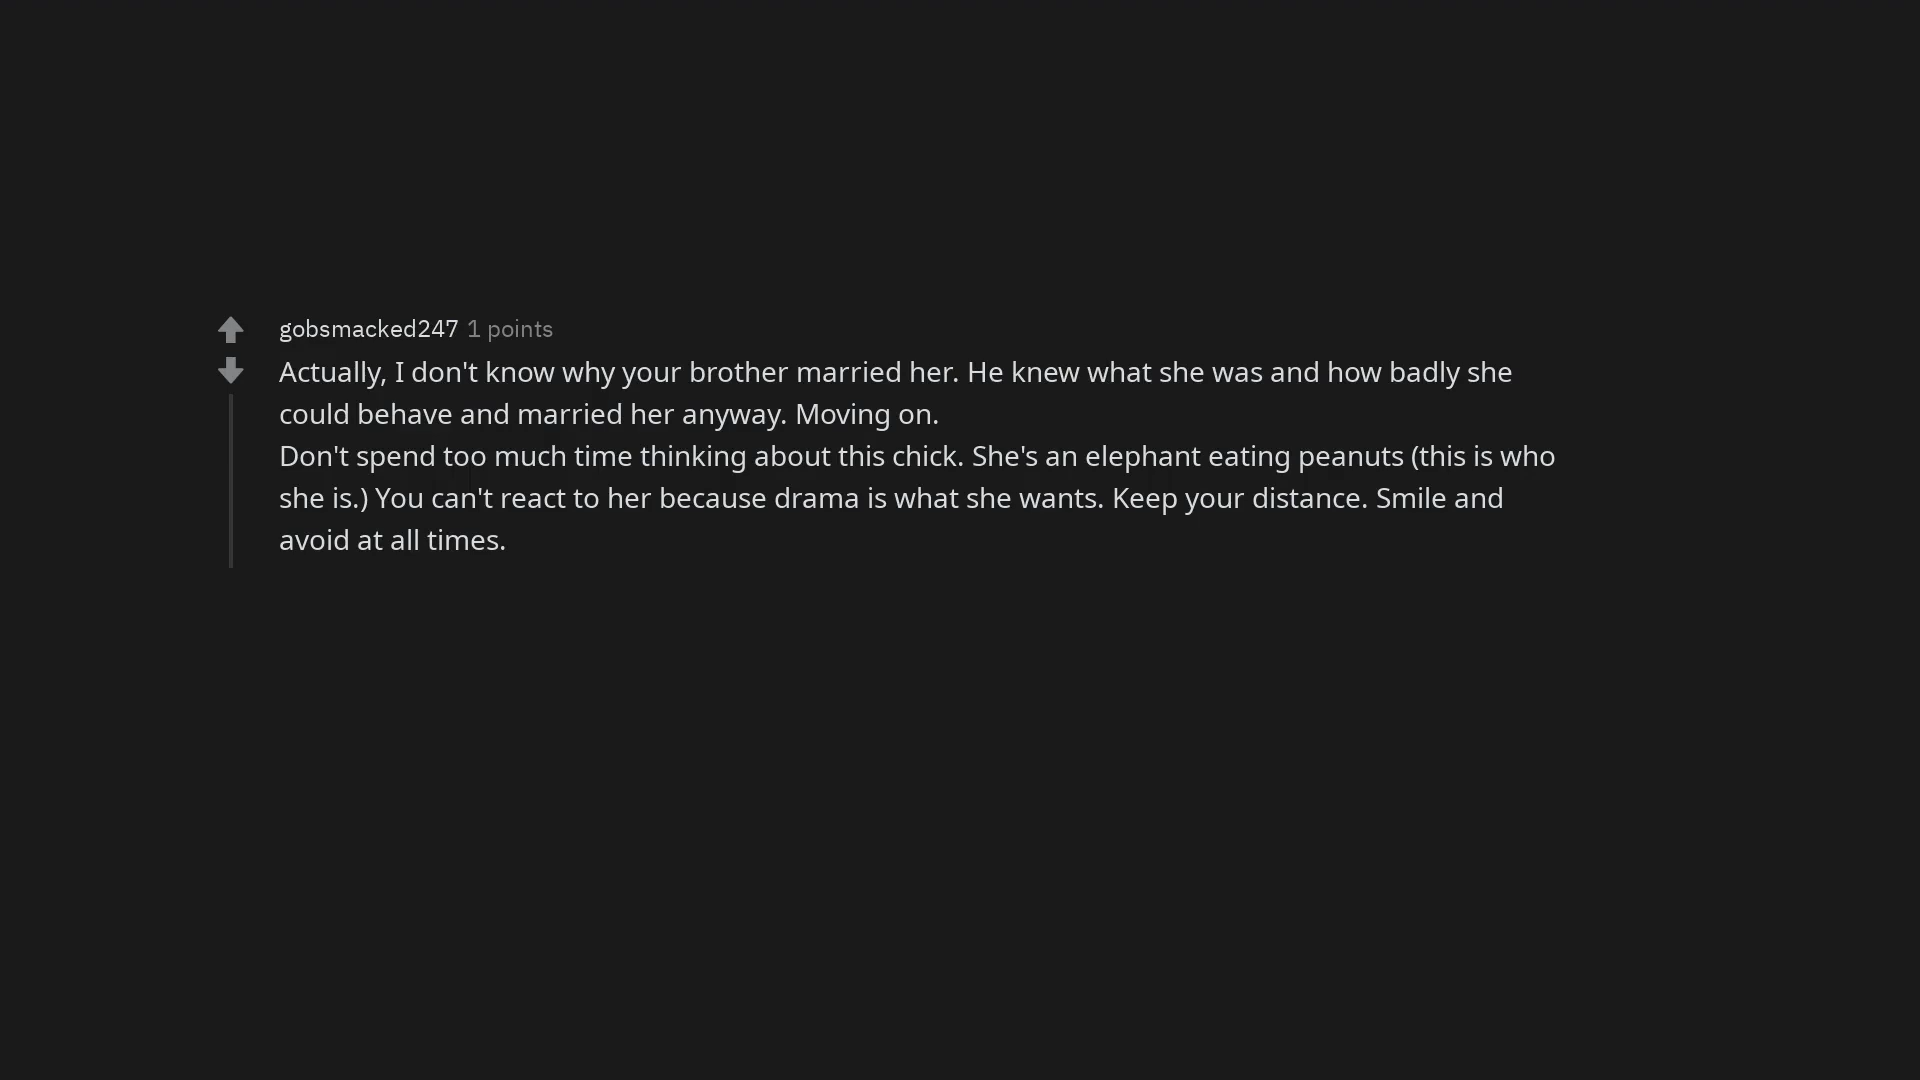 gobsmacked247 1 points
Actually, I don't know why your brother married her. He knew what she was and how badly she
could behave and married her anyway. Moving on.
Don't spend too much time thinking about this chick. She's an elephant eating peanuts (this is who
she is.) You can't react to her because drama is what she wants. Keep your distance. Smile and
avoid at all times.